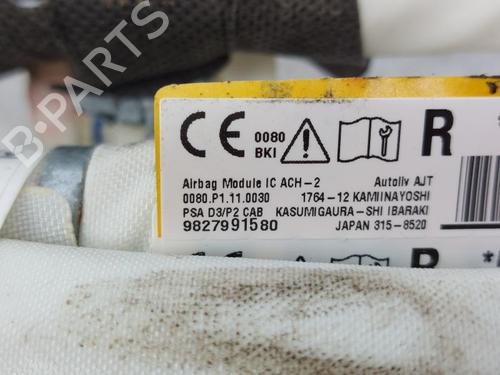 B-PARTS
CE 0080 BKI R
Airbag Module IC ACH-2 Autoliv AJT
0080.P1.11.0030 1764-12 KAMIINAYOSHI
PSA D3/P2 CAB KASUMIGAURA-SHI IBARAKI
9827991580 JAPAN 315-8520
CE R